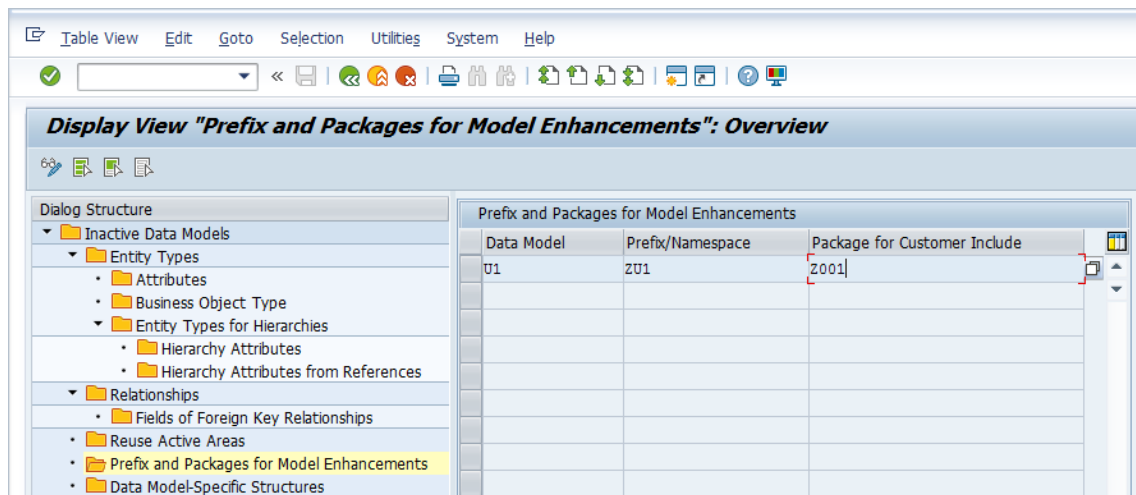 Table View Edit Goto Selection Utilities System Help
Display View "Prefix and Packages for Model Enhancements": Overview
Dialog Structure
Inactive Data Models
Entity Types
Attributes
Business Object Type
Entity Types for Hierarchies
Hierarchy Attributes
Hierarchy Attributes from References
Relationships
Fields of Foreign Key Relationships
Reuse Active Areas
Prefix and Packages for Model Enhancements
Data Model-Specific Structures
Prefix and Packages for Model Enhancements
Data Model Prefix/Namespace Package for Customer Include
U1 ZU1 Z001